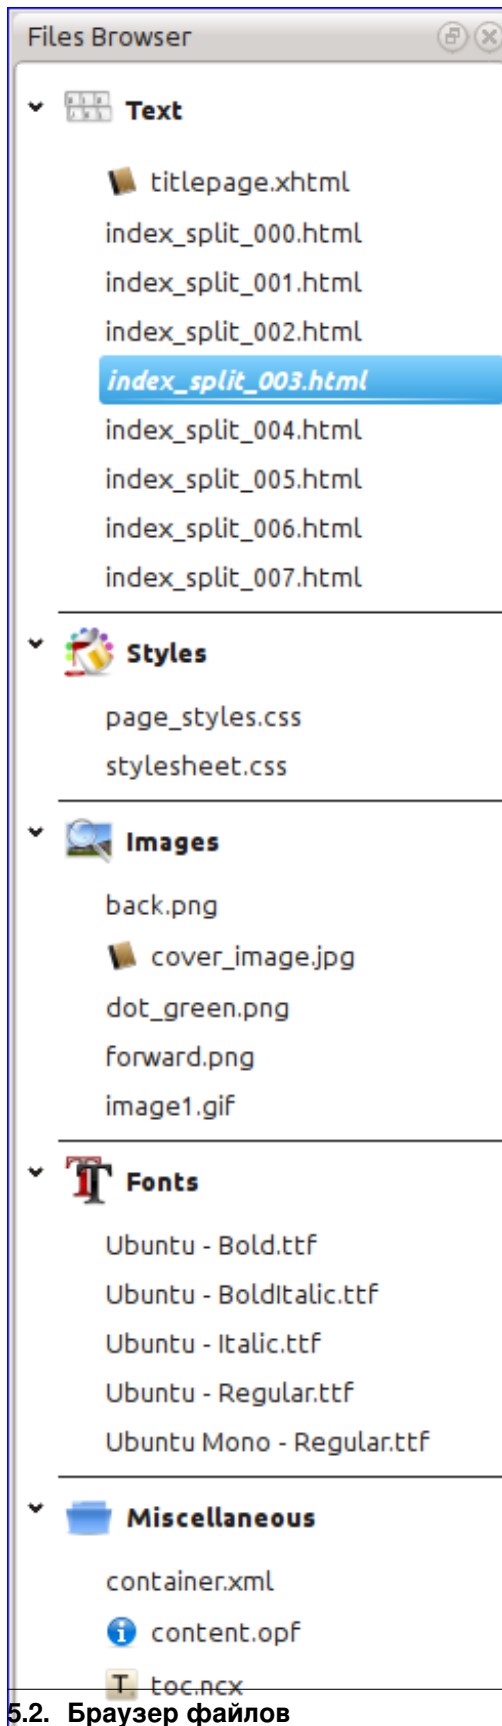 Files Browser
Text
titlepage.xhtml
index_split_000.html
index_split_001.html
index_split_002.html
index_split_003.html
index_split_004.html
index_split_005.html
index_split_006.html
index_split_007.html
Styles
page_styles.css
stylesheet.css
Images
back.png
cover_image.jpg
dot_green.png
forward.png
image1.gif
Fonts
Ubuntu - Bold.ttf
Ubuntu - BoldItalic.ttf
Ubuntu - Italic.ttf
Ubuntu - Regular.ttf
Ubuntu Mono - Regular.ttf
Miscellaneous
container.xml
content.opf
T toc.ncx
5.2. Браузер файлов